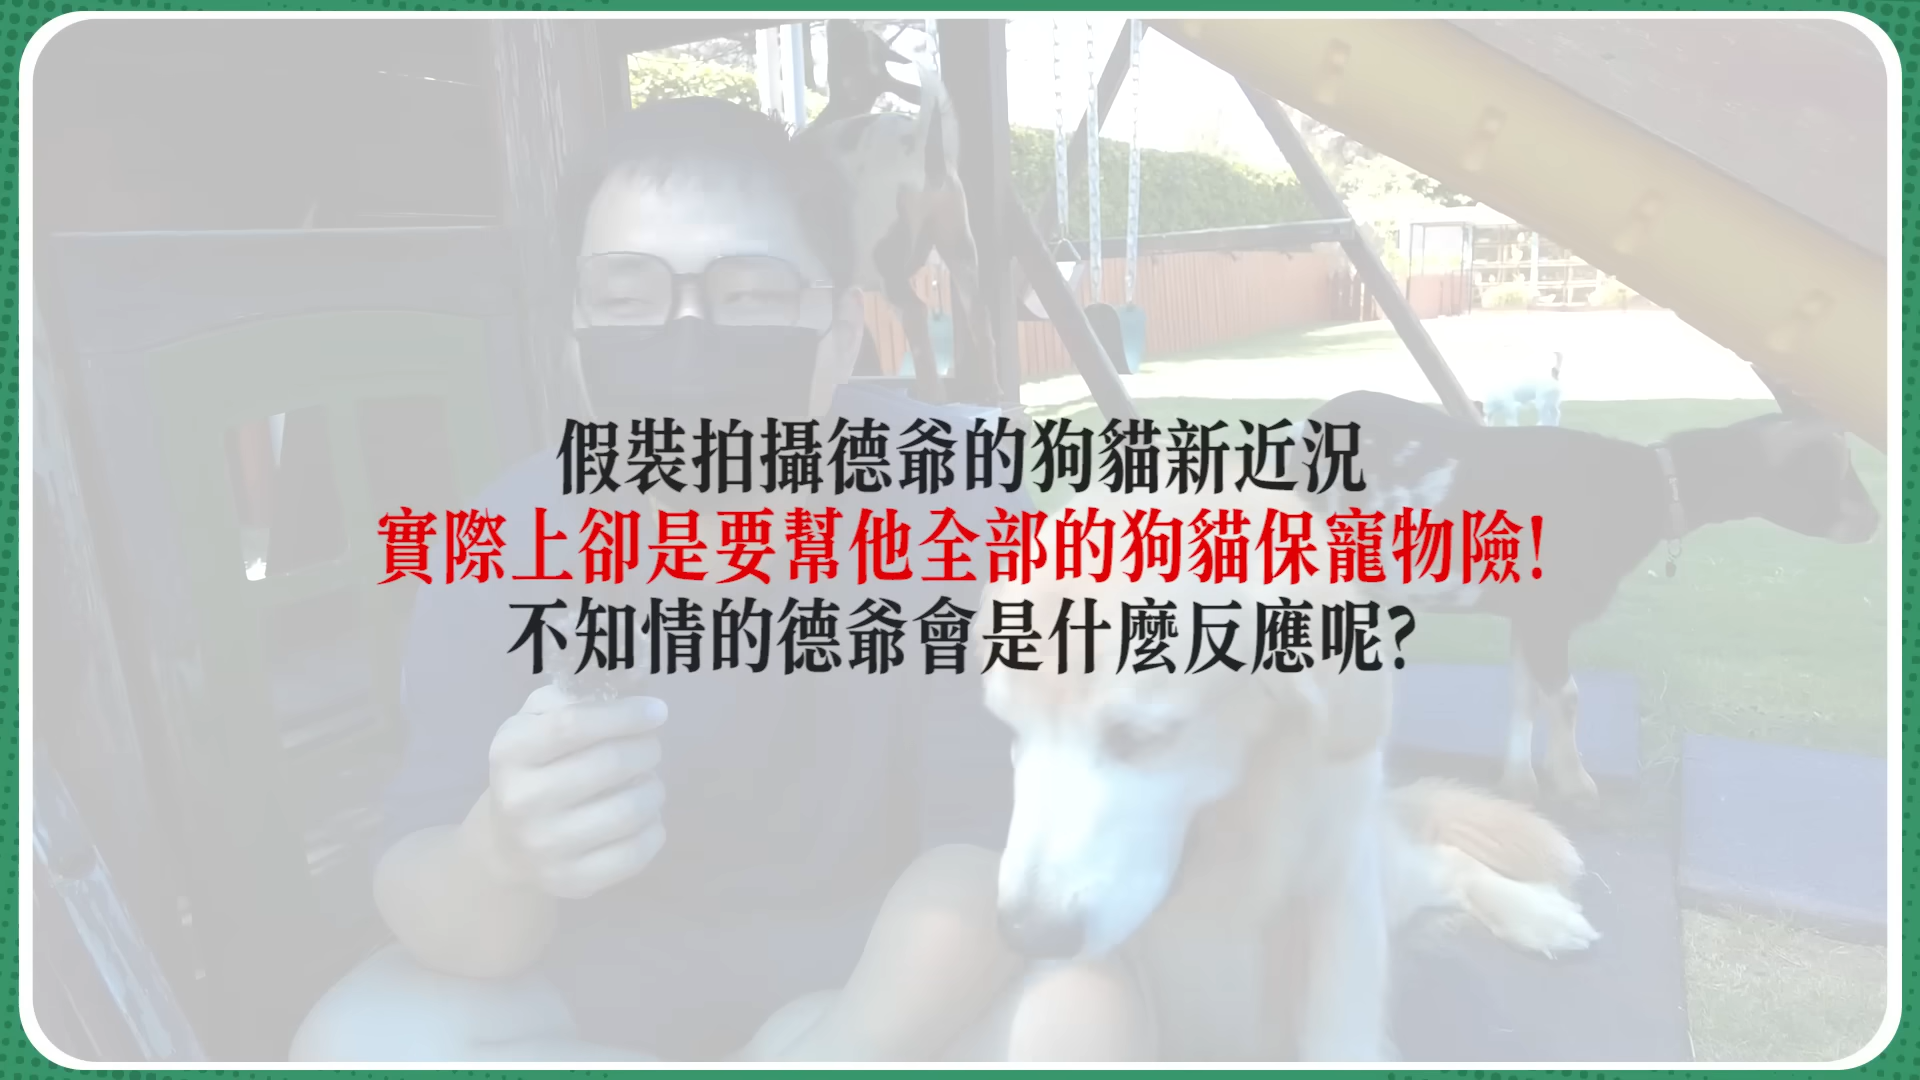 假裝拍攝德爺的狗貓新近況
實際上卻是要幫他全部的狗貓保寵物險!
不知情的德爺會是什麼反應呢?